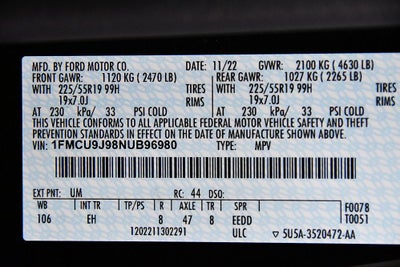 MFD. BY FORD MOTOR CO. 11/22 GVWR: 2100 KG ( 4630 LB)
FRONT GAWR: 1120 KG ( 2470 LB) REAR GAWR: 1027 KG ( 2265 LB)
WITH 225/55R19 99H TIRES WITH 225/55R19 99H TIRES
19x7.0J RIMS 19x7.0J RIMS
AT 230 kPa/ 33 PSI COLD AT 230 kPa/ 33 PSI COLD
THIS VEHICLE CONFORMS TO ALL APPLICABLE FEDERAL MOTOR VEHICLE SAFETY AND THEFT
PREVENTION STANDARDS IN EFFECT ON THE DATE OF MANUFACTURE SHOWN ABOVE.
VIN: 1FMCU9J98NUB96980 TYPE: MPV
EXT PNT: UM RC: 44 DSO:
WB INT TR R AXLE TR SPR F0078
106 EH 8 47 8 EEDD T0051
1202211302291 ULC 5U5A-3520472-AA